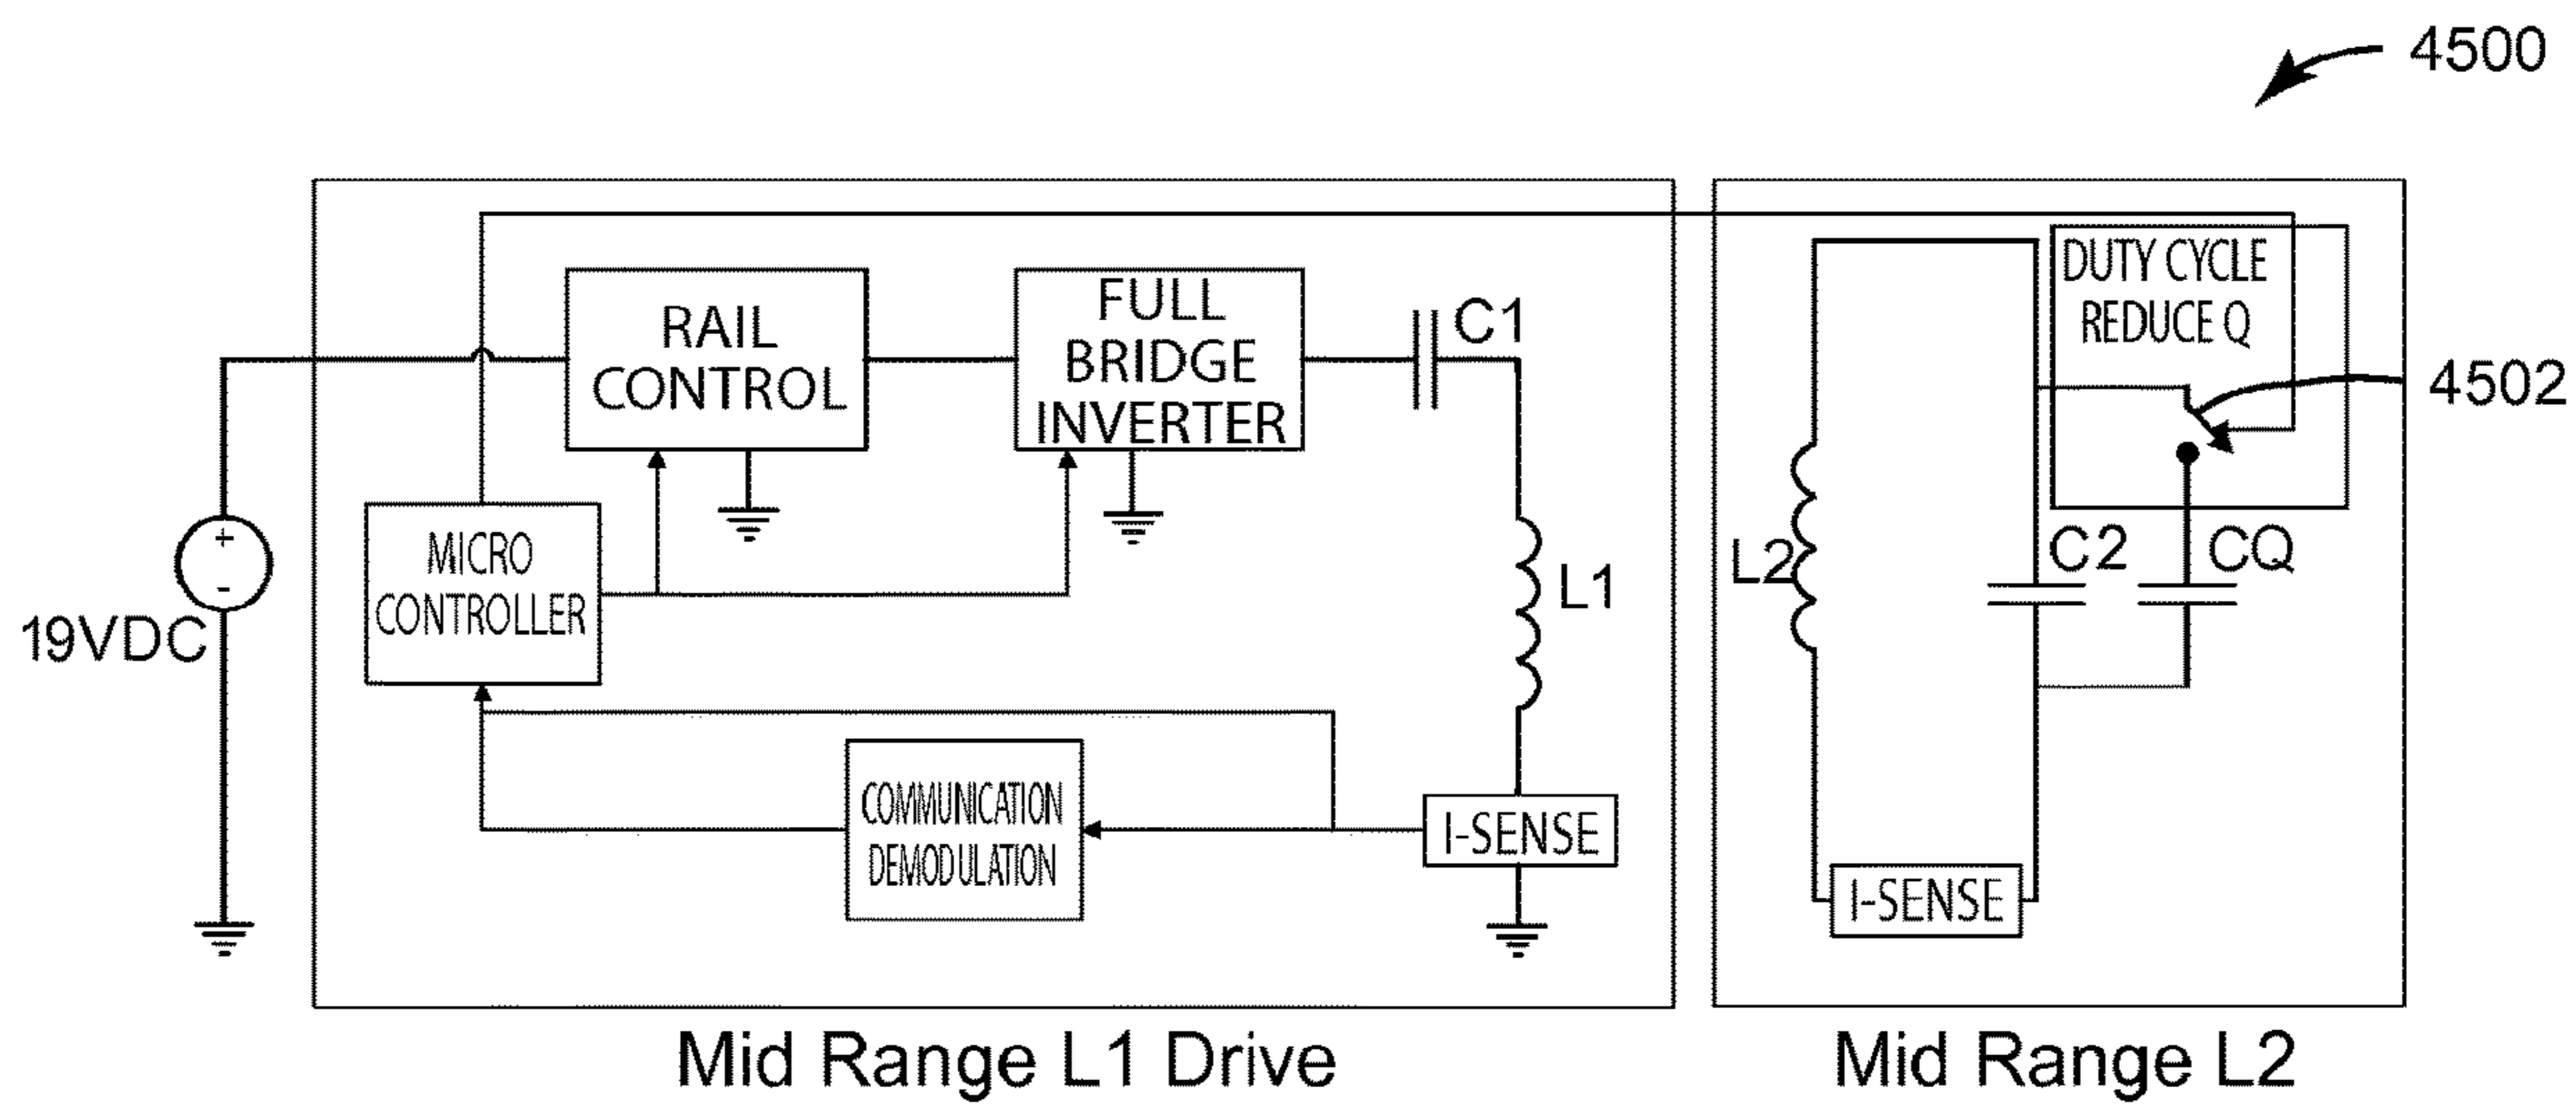 4500
DUTY CYCLE
REDUCE Q
4502
RAIL
CONTROL
FULL
BRIDGE
INVERTER
C1
MICRO
CONTROLLER
+
-
19VDC
L1
L2
C2
CQ
COMMUNICATION
DEMODULATION
I-SENSE
I-SENSE
Mid Range L1 Drive
Mid Range L2